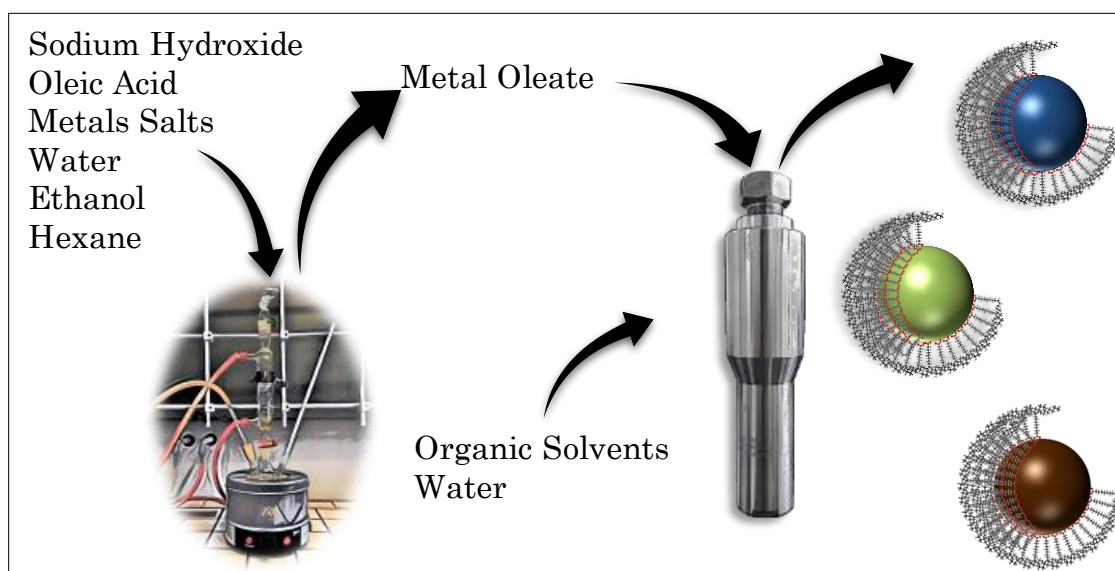 Sodium Hydroxide
Oleic Acid
Metals Salts
Water
Ethanol
Hexane
Metal Oleate
Organic Solvents
Water